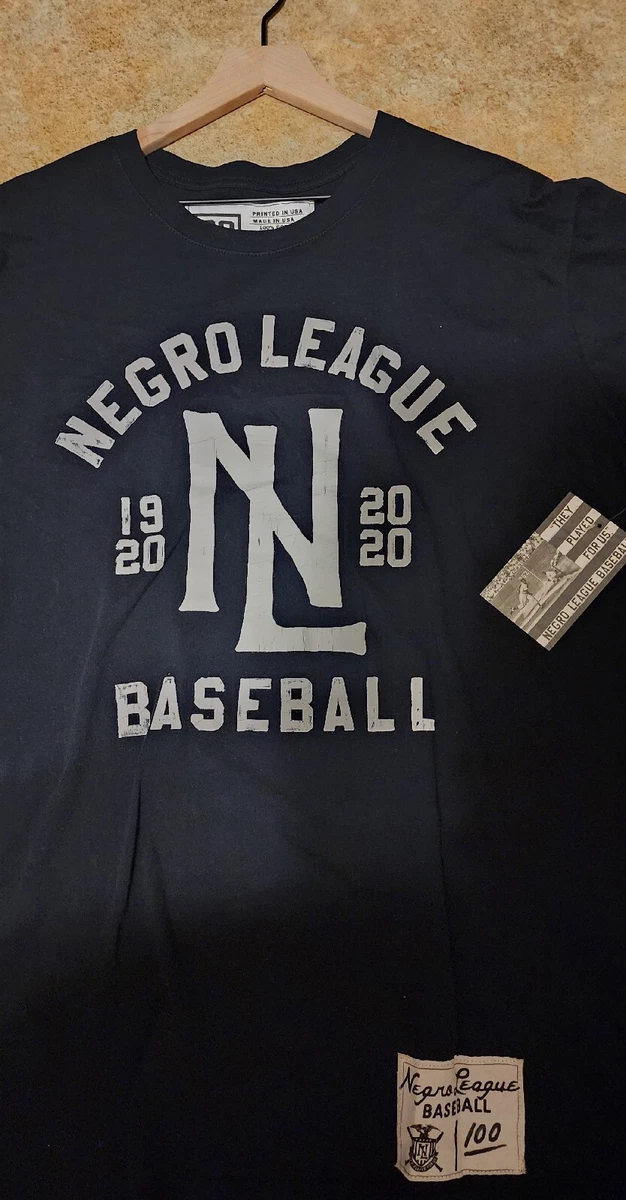 PRINTED IN USA
MADE IN USA
NEGRO LEAGUE
NL
19
20
20
20
BASEBALL
THEY
PLAYED
FOR US
NEGRO LEAGUE BASEBALL
Negro League
BASEBALL
NL
100